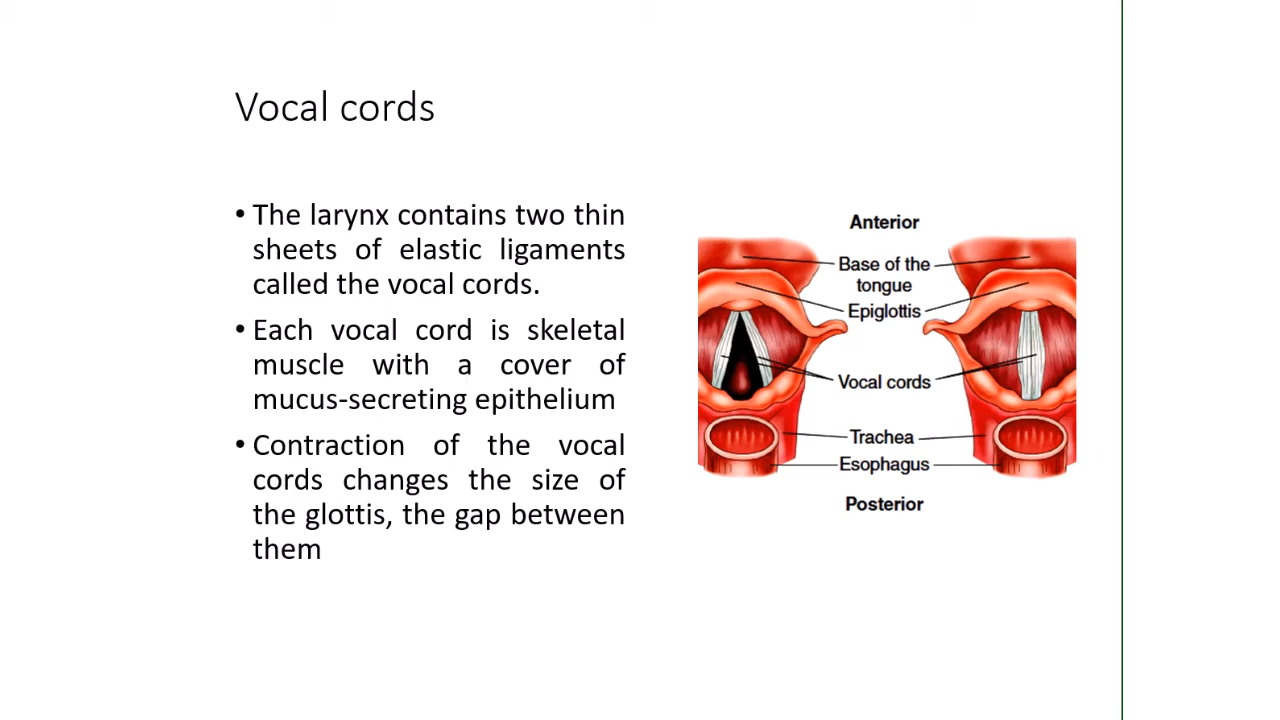 Vocal cords
• The larynx contains two thin
sheets of elastic ligaments
called the vocal cords.
• Each vocal cord is skeletal
muscle with a cover of
mucus-secreting epithelium
• Contraction of the vocal
cords changes the size of
the glottis, the gap between
them
Anterior
Base of the
tongue
Epiglottis
Vocal cords
Trachea
Esophagus
Posterior